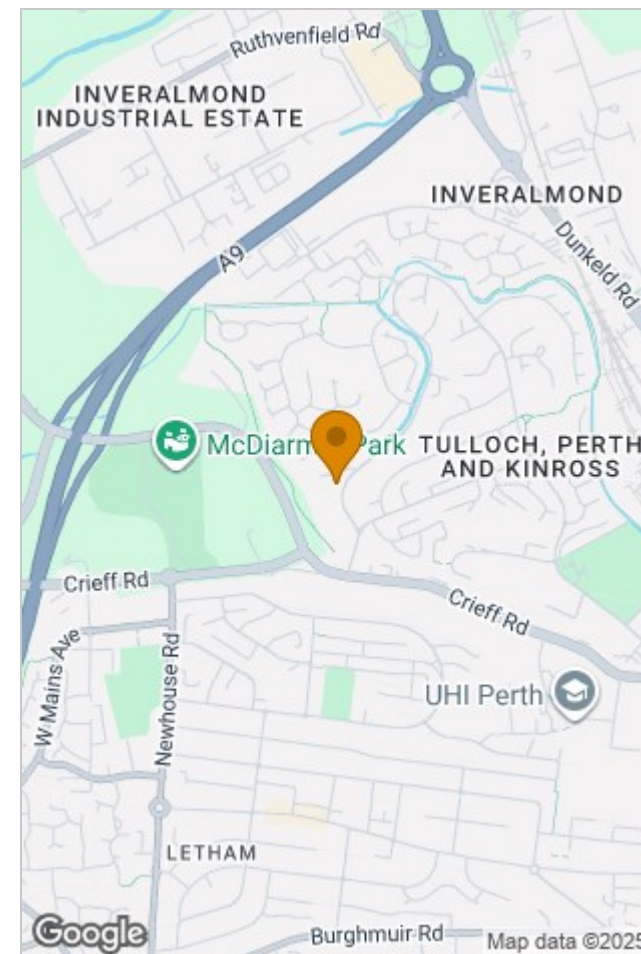 Ruthvenfield Rd
INVERALMOND
INDUSTRIAL ESTATE
INVERALMOND
Dunkeld Rd
A9
McDiarm Park
TULLOCH, PERTH
AND KINROSS
Crieff Rd
Crieff Rd
W Mains Ave
Newhouse Rd
UHI Perth
LETHAM
Burghmuir Rd
Google
Map data ©2025